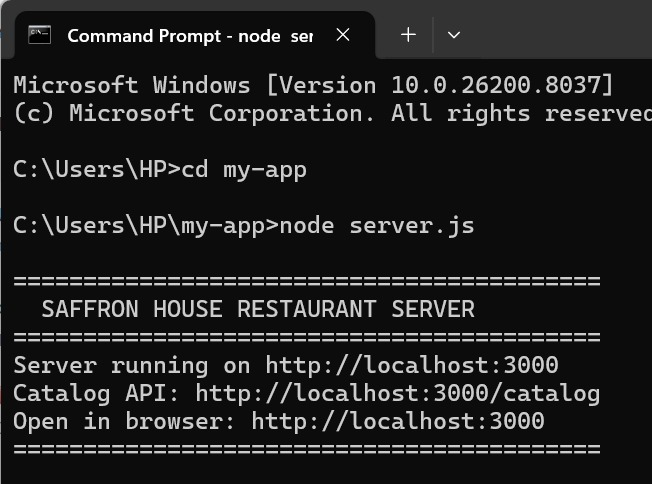 Command Prompt - node ser
Microsoft Windows [Version 10.0.26200.8037]
(c) Microsoft Corporation. All rights reserved
C:\Users\HP>cd my-app
C:\Users\HP\my-app>node server.js
==========================================
SAFFRON HOUSE RESTAURANT SERVER
==========================================
Server running on http://localhost:3000
Catalog API: http://localhost:3000/catalog
Open in browser: http://localhost:3000
==========================================